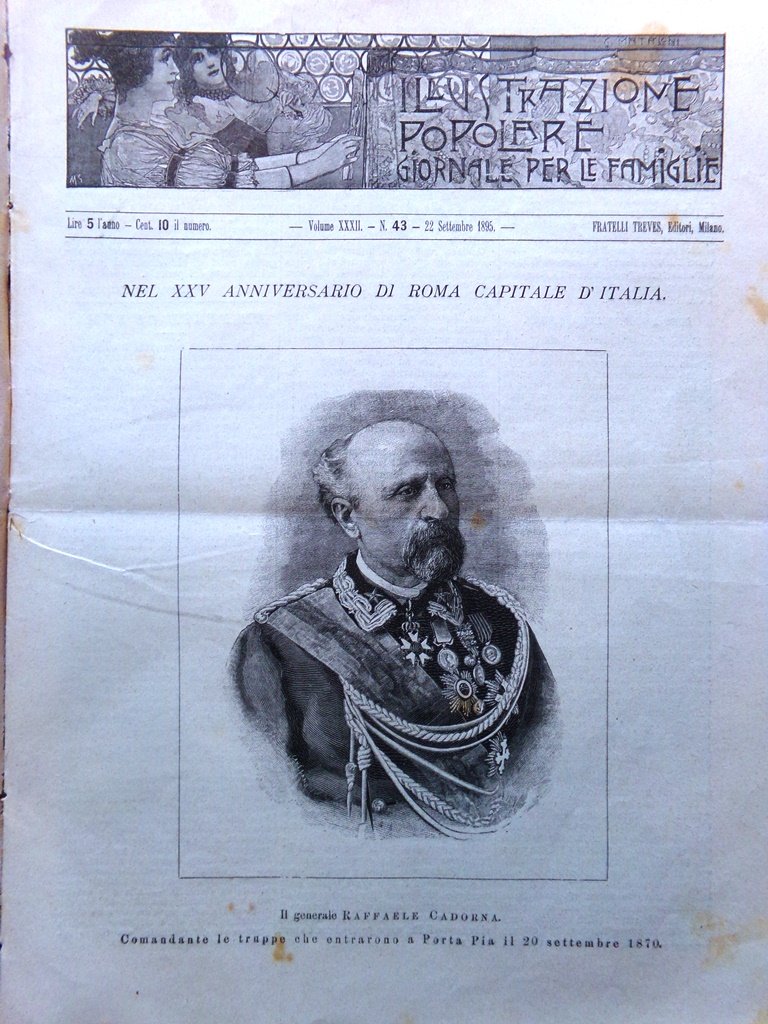 ILLUSTRAZIONE
POPOLARE
GIORNALE PER LE FAMIGLIE
M S
Lire 5 l'anno – Cent. 10 il numero. — Volume XXXII. – N. 43 – 22 Settembre 1895. — FRATELLI TREVES, Editori, Milano.
NEL XXV ANNIVERSARIO DI ROMA CAPITALE D'ITALIA.
Il generale RAFFAELE CADORNA.
Comandante le truppe che entrarono a Porta Pia il 20 settembre 1870.